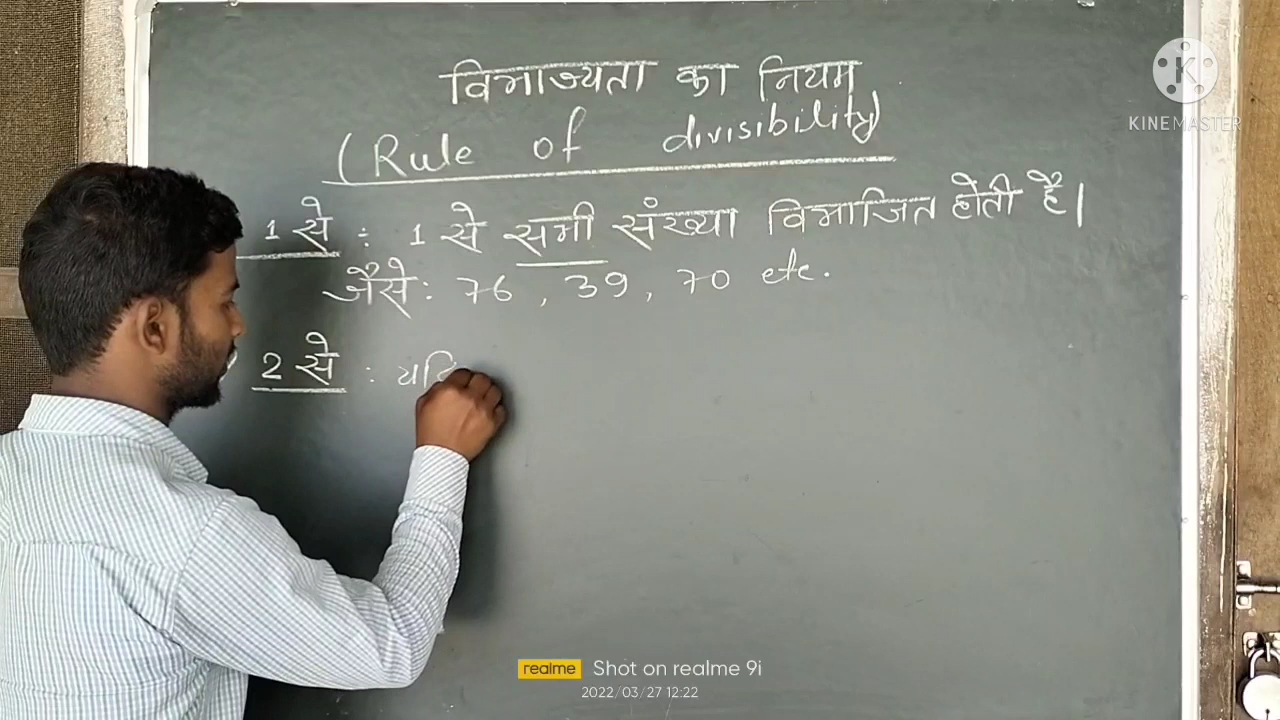 विभाज्यता का नियम
(Rule of divisibility)
1 से : 1 से सभी संख्या विभाजित होती है।
जैसे : 76 , 39 , 70 etc.
2 से : यदि
K
KINEMASTER
realme Shot on realme 9i
2022/03/27 12:22